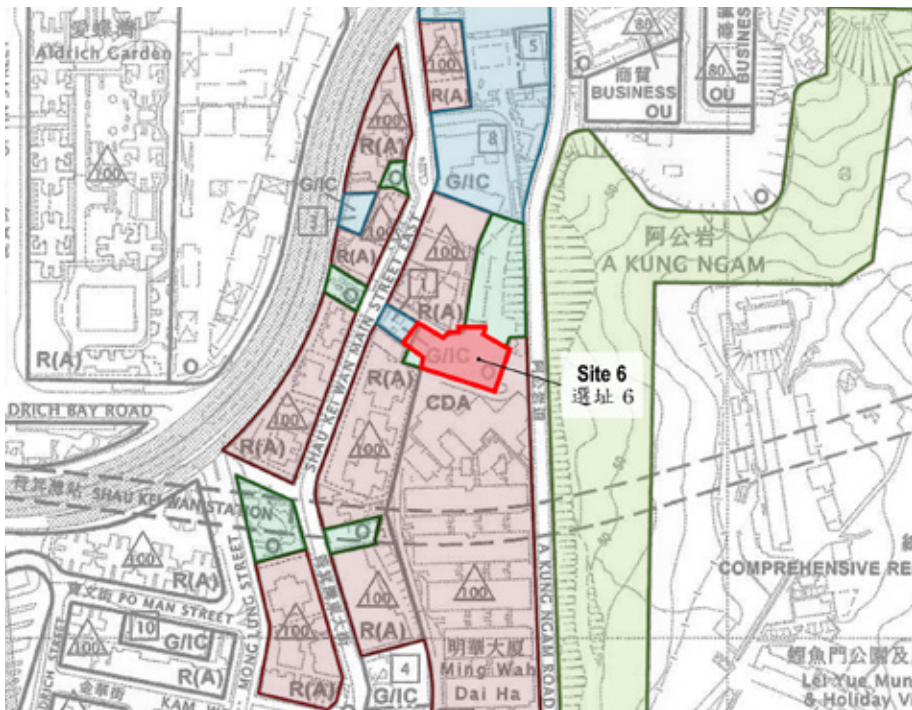 愛蝶灣
Aldrich Garden
100
R(A)
O
DRICH BAY ROAD
100
R(A)
5
80
商貿
BUSINESS
OU
80
BUSINESS
OU
O
8
G/IC
100
R(A)
O
G/IC
3
100
R(A)
O
SHAU KEI WAN MAIN STREET EAST
100
R(A)
1
G/IC
O
R(A)
CDA
Site 6
選址 6
阿公岩
A KUNG NGAM
O
100
R(A)
100
筲箕灣站 SHAU KEI WAN STATION
O
O
100
R(A)
寶文街 PO MAN STREET
100
10
G/IC
R(A)
金華街
KAM
MONG LUNG STREET
100
R(A)
100
R(A)
4
G/IC
100
明華大廈
Ming Wah
Dai Ha
A KUNG NGAM ROAD
COMPREHENSIVE RE
鯉魚門公園及
Lei Yue Mun
& Holiday V